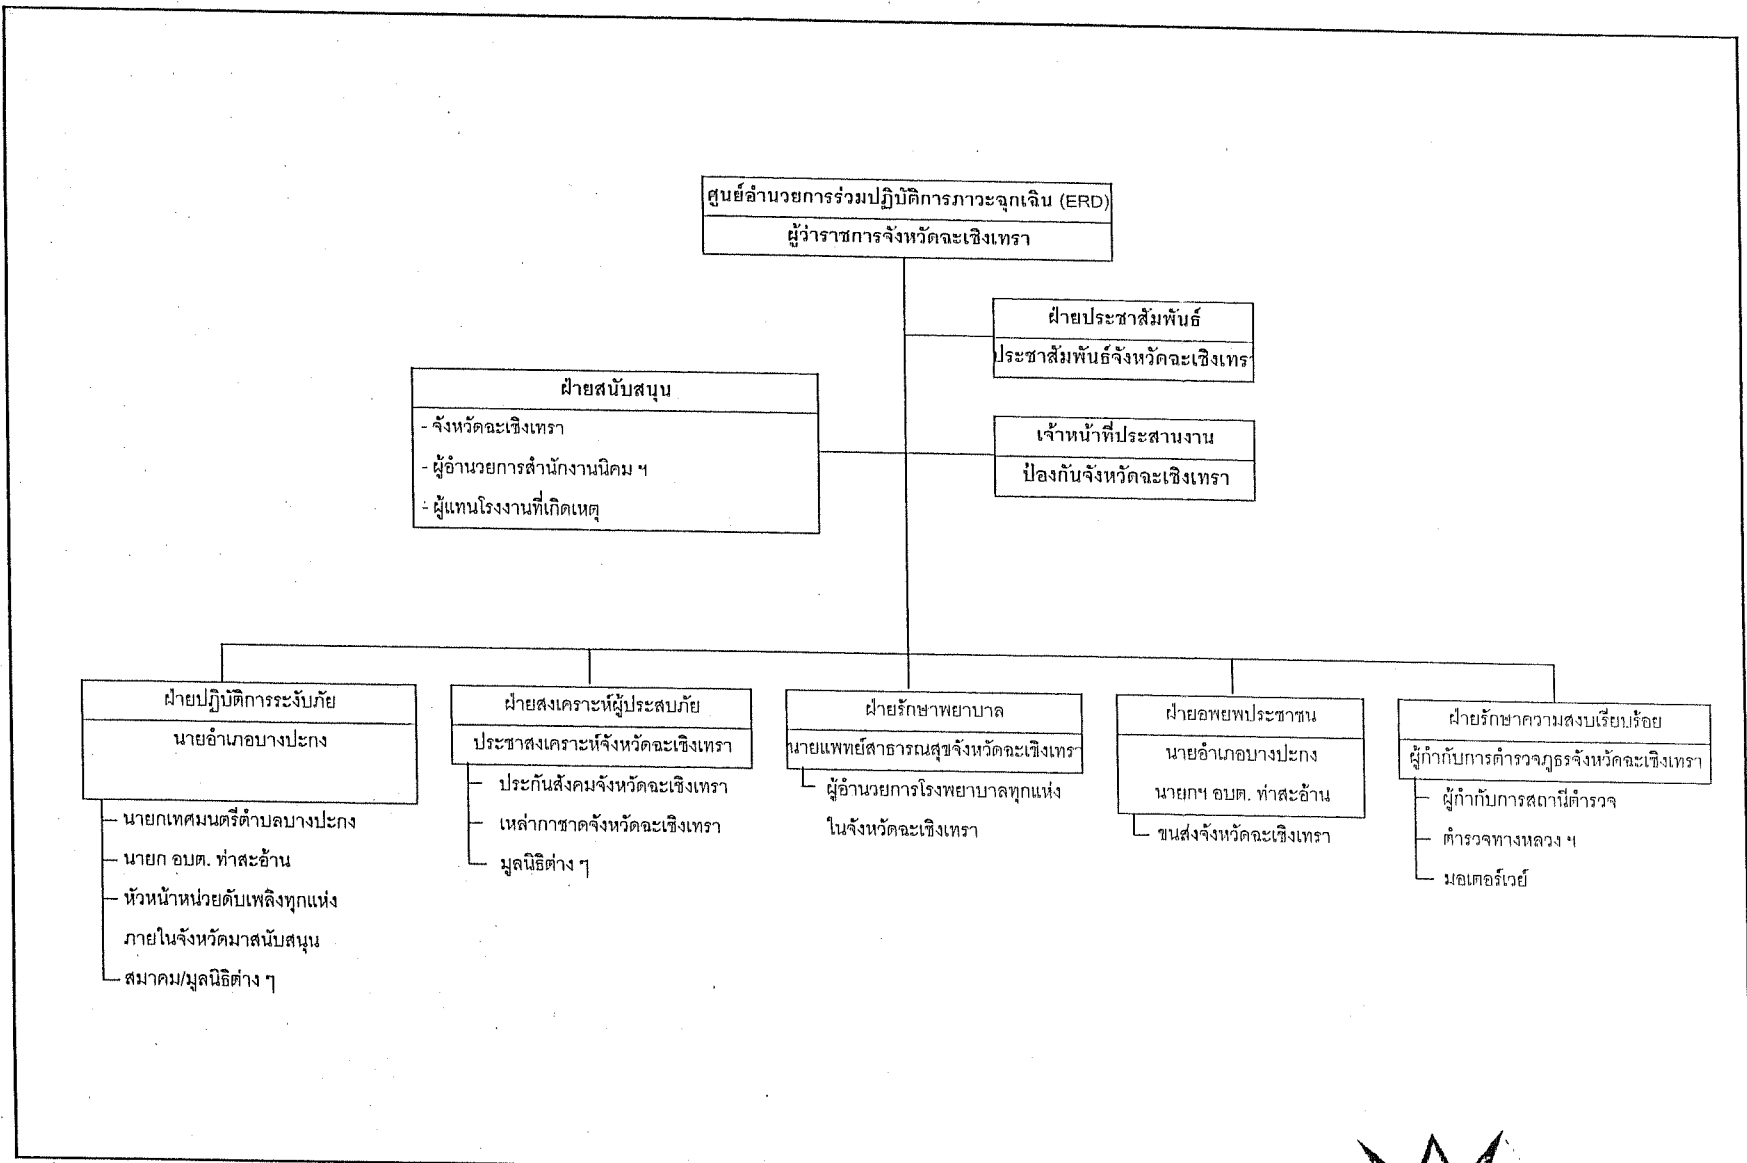 ศูนย์อำนวยการร่วมปฏิบัติการภาวะฉุกเฉิน (ERD)
ผู้ว่าราชการจังหวัดฉะเชิงเทรา
ฝ่ายประชาสัมพันธ์
ประชาสัมพันธ์จังหวัดฉะเชิงเทรา
ฝ่ายสนับสนุน
- จังหวัดฉะเชิงเทรา
- ผู้อำนวยการสำนักงานนิคม ฯ
- ผู้แทนโรงงานที่เกิดเหตุ
เจ้าหน้าที่ประสานงาน
ป้องกันจังหวัดฉะเชิงเทรา
ฝ่ายปฏิบัติการระงับภัย
นายอำเภอบางปะกง
นายกเทศมนตรีตำบลบางปะกง
นายก อบต. ท่าสะอ้าน
หัวหน้าหน่วยดับเพลิงทุกแห่ง
ภายในจังหวัดมาสนับสนุน
สมาคม/มูลนิธิต่าง ๆ
ฝ่ายสงเคราะห์ผู้ประสบภัย
ประชาสงเคราะห์จังหวัดฉะเชิงเทรา
ประกันสังคมจังหวัดฉะเชิงเทรา
เหล่ากาชาดจังหวัดฉะเชิงเทรา
มูลนิธิต่าง ๆ
ฝ่ายรักษาพยาบาล
นายแพทย์สาธารณสุขจังหวัดฉะเชิงเทรา
ผู้อำนวยการโรงพยาบาลทุกแห่ง
ในจังหวัดฉะเชิงเทรา
ฝ่ายอพยพประชาชน
นายอำเภอบางปะกง
นายกฯ อบต. ท่าสะอ้าน
ขนส่งจังหวัดฉะเชิงเทรา
ฝ่ายรักษาความสงบเรียบร้อย
ผู้กำกับการตำรวจภูธรจังหวัดฉะเชิงเทรา
ผู้กำกับการสถานีตำรวจ
ตำรวจทางหลวง ฯ
มอเตอร์เวย์